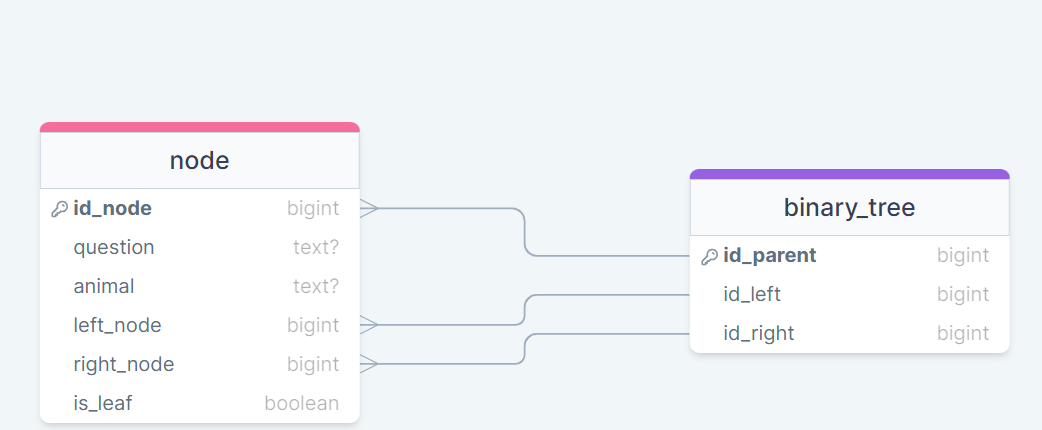 node
id_node bigint
question text?
animal text?
left_node bigint
right_node bigint
is_leaf boolean
binary_tree
id_parent bigint
id_left bigint
id_right bigint